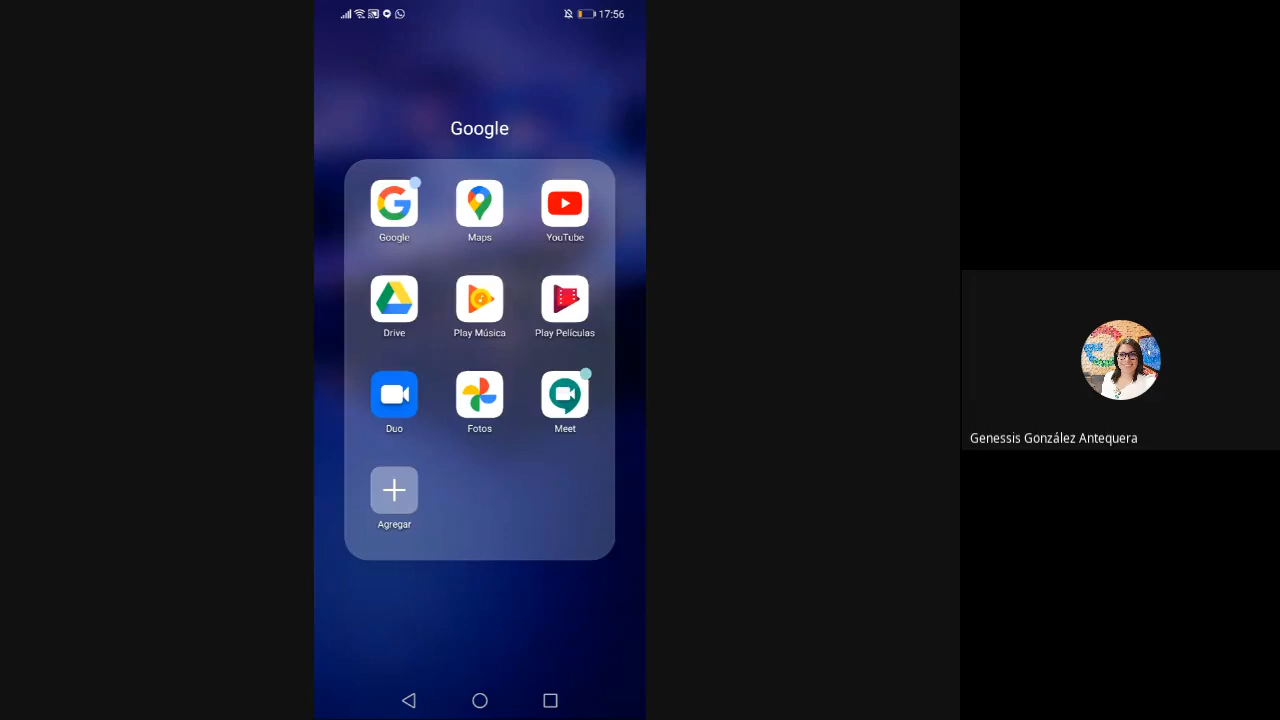 17:56
Google
Google
Maps
YouTube
Drive
Play Música
Play Películas
Duo
Fotos
Meet
Agregar
Genessis González Antequera